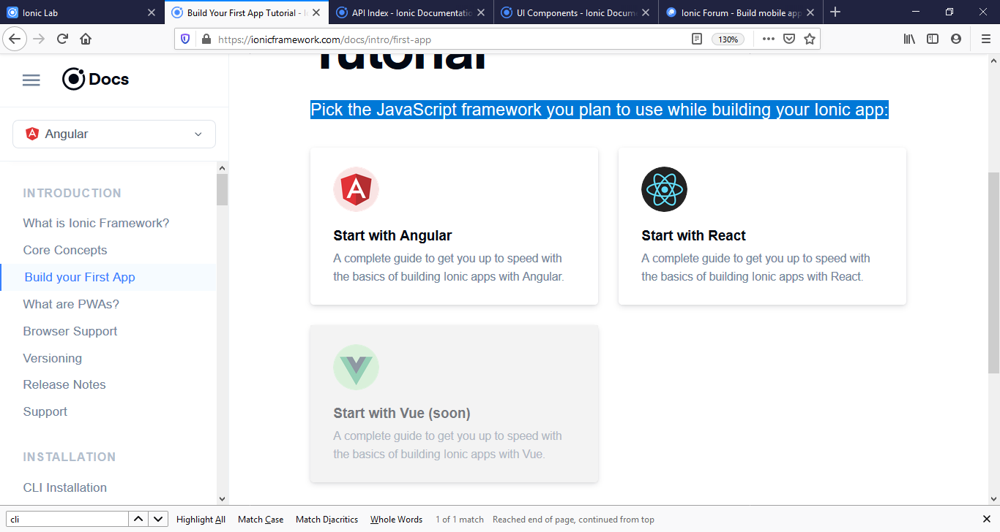 Ionic Lab
Build Your First App Tutorial - I
API Index - Ionic Documentatio
UI Components - Ionic Docum
Ionic Forum - Build mobile app
https://ionicframework.com/docs/intro/first-app
130%
Docs
Angular
INTRODUCTION
What is Ionic Framework?
Core Concepts
Build your First App
What are PWAs?
Browser Support
Versioning
Release Notes
Support
INSTALLATION
CLI Installation
Tutorial
Pick the JavaScript framework you plan to use while building your Ionic app:
Start with Angular
A complete guide to get you up to speed with
the basics of building Ionic apps with Angular.
Start with React
A complete guide to get you up to speed with
the basics of building Ionic apps with React.
Start with Vue (soon)
A complete guide to get you up to speed with
the basics of building Ionic apps with Vue.
cli
Highlight All
Match Case
Match Diacritics
Whole Words
1 of 1 match
Reached end of page, continued from top